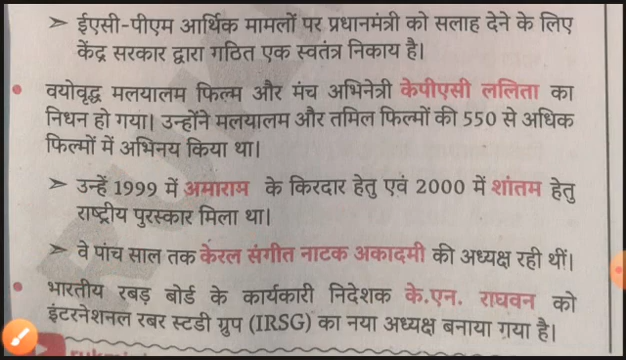 ➢ ईएसी-पीएम आर्थिक मामलों पर प्रधानमंत्री को सलाह देने के लिए
केंद्र सरकार द्वारा गठित एक स्वतंत्र निकाय है।
• वयोवृद्ध मलयालम फिल्म और मंच अभिनेत्री केपीएसी ललिता का
निधन हो गया। उन्होंने मलयालम और तमिल फिल्मों की 550 से अधिक
फिल्मों में अभिनय किया था।
➢ उन्हें 1999 में अमाराम के किरदार हेतु एवं 2000 में शांतम हेतु
राष्ट्रीय पुरस्कार मिला था।
➢ वे पांच साल तक केरल संगीत नाटक अकादमी की अध्यक्ष रही थीं।
• भारतीय रबड़ बोर्ड के कार्यकारी निदेशक के.एन. राघवन को
इंटरनेशनल रबर स्टडी ग्रुप (IRSG) का नया अध्यक्ष बनाया गया है।